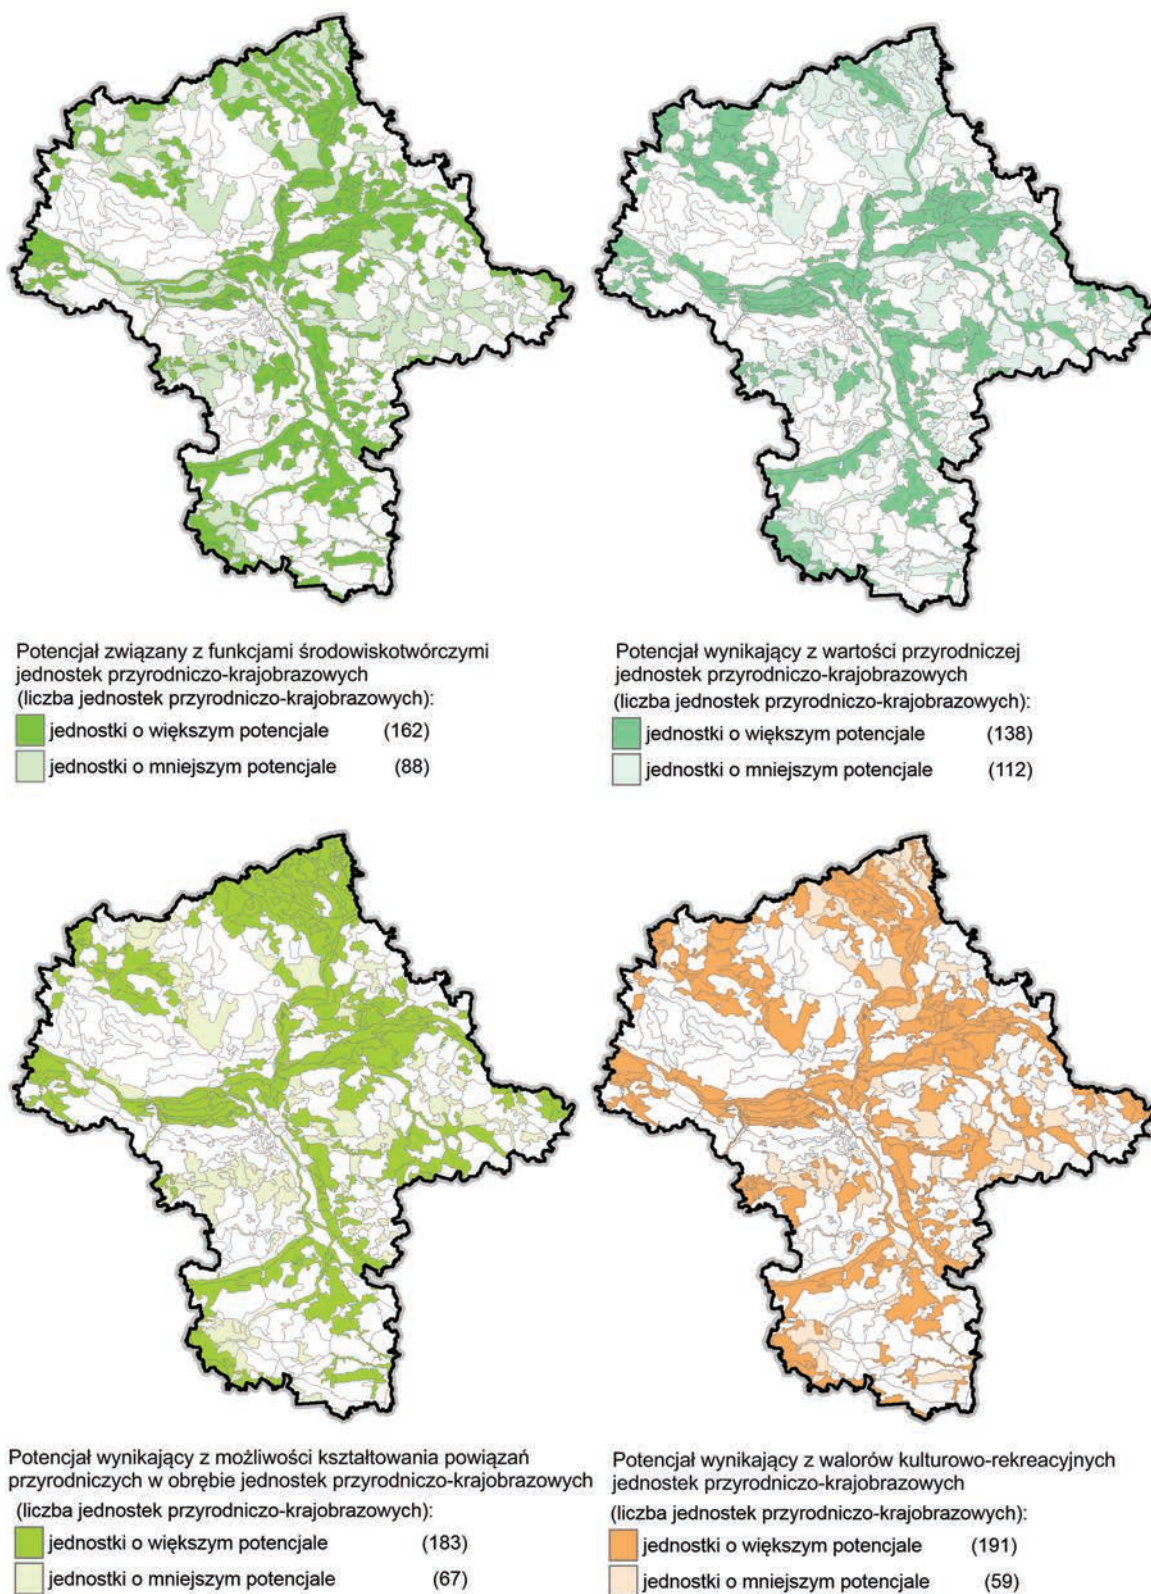 Potencjał związany z funkcjami środowiskotwórczymi
jednostek przyrodniczo-krajobrazowych
(liczba jednostek przyrodniczo-krajobrazowych):
jednostki o większym potencjale (162)
jednostki o mniejszym potencjale (88)
Potencjał wynikający z wartości przyrodniczej
jednostek przyrodniczo-krajobrazowych
(liczba jednostek przyrodniczo-krajobrazowych):
jednostki o większym potencjale (138)
jednostki o mniejszym potencjale (112)
Potencjał wynikający z możliwości kształtowania powiązań
przyrodniczych w obrębie jednostek przyrodniczo-krajobrazowych
(liczba jednostek przyrodniczo-krajobrazowych):
jednostki o większym potencjale (183)
jednostki o mniejszym potencjale (67)
Potencjał wynikający z walorów kulturowo-rekreacyjnych
jednostek przyrodniczo-krajobrazowych
(liczba jednostek przyrodniczo-krajobrazowych):
jednostki o większym potencjale (191)
jednostki o mniejszym potencjale (59)